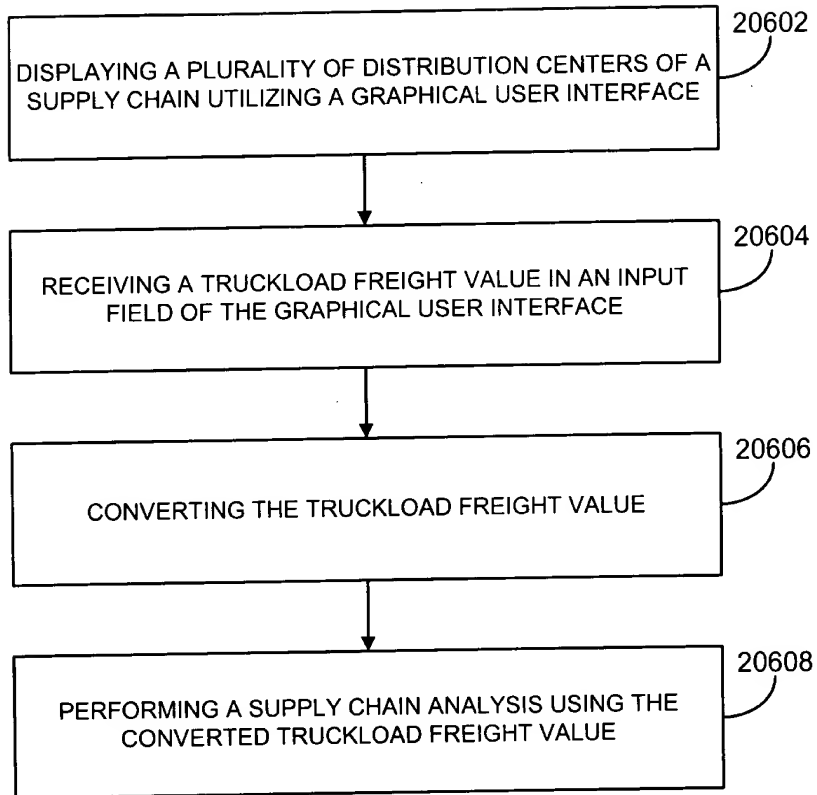 20602
DISPLAYING A PLURALITY OF DISTRIBUTION CENTERS OF A
SUPPLY CHAIN UTILIZING A GRAPHICAL USER INTERFACE
20604
RECEIVING A TRUCKLOAD FREIGHT VALUE IN AN INPUT
FIELD OF THE GRAPHICAL USER INTERFACE
20606
CONVERTING THE TRUCKLOAD FREIGHT VALUE
20608
PERFORMING A SUPPLY CHAIN ANALYSIS USING THE
CONVERTED TRUCKLOAD FREIGHT VALUE